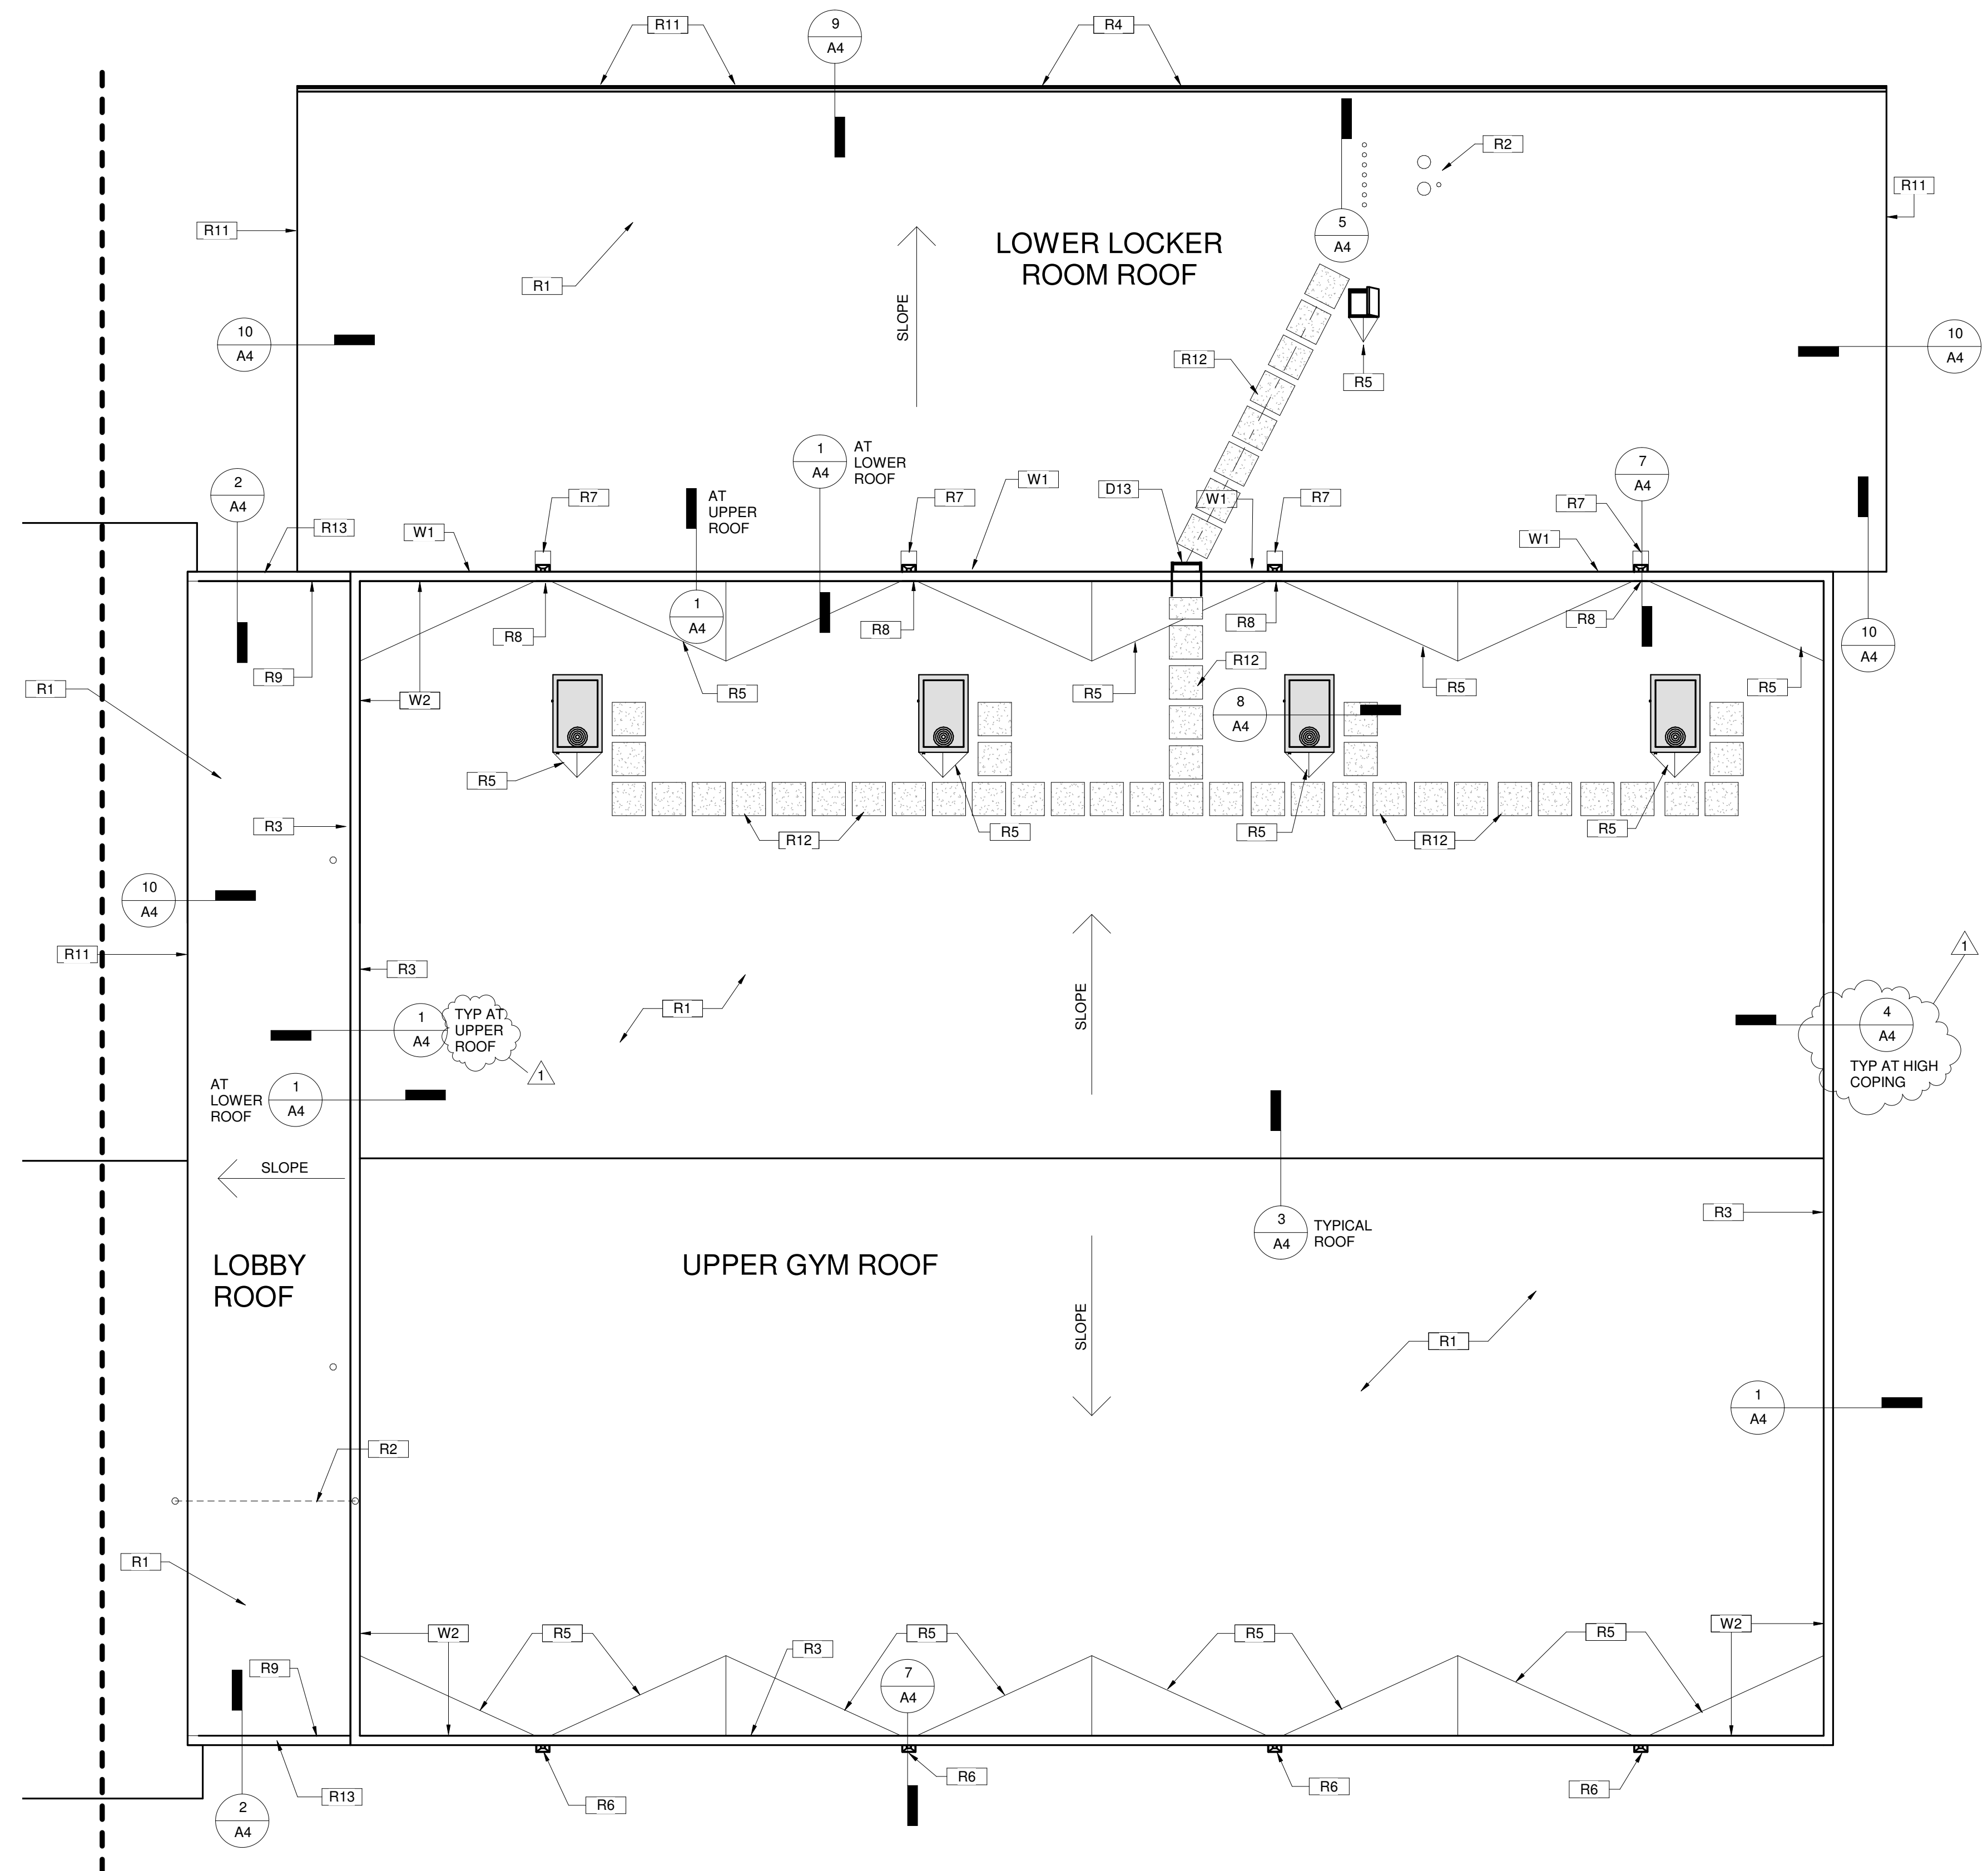 R11
9
A4
R4
R2
R11
R11
5
A4
LOWER LOCKER
ROOM ROOF
R1
SLOPE
10
A4
10
A4
R12
R5
1
A4
AT
LOWER
ROOF
2
A4
AT
UPPER
ROOF
R7
R7
W1
D13
W1
R7
7
A4
R7
R13
W1
W1
1
A4
R8
R8
R8
R8
10
A4
R9
R1
W2
R5
R5
R12
R5
R5
8
A4
R5
R3
R12
R5
R5
R12
R5
10
A4
R11
R3
1
R1
SLOPE
1
A4
TYP AT
UPPER
ROOF
1
4
A4
TYP AT HIGH
COPING
AT
LOWER
ROOF
1
A4
SLOPE
R3
3
A4
TYPICAL
ROOF
LOBBY
ROOF
UPPER GYM ROOF
SLOPE
R1
1
A4
R2
R1
W2
R5
R3
R5
R5
R5
W2
R9
7
A4
R13
R6
R6
R6
R6
2
A4